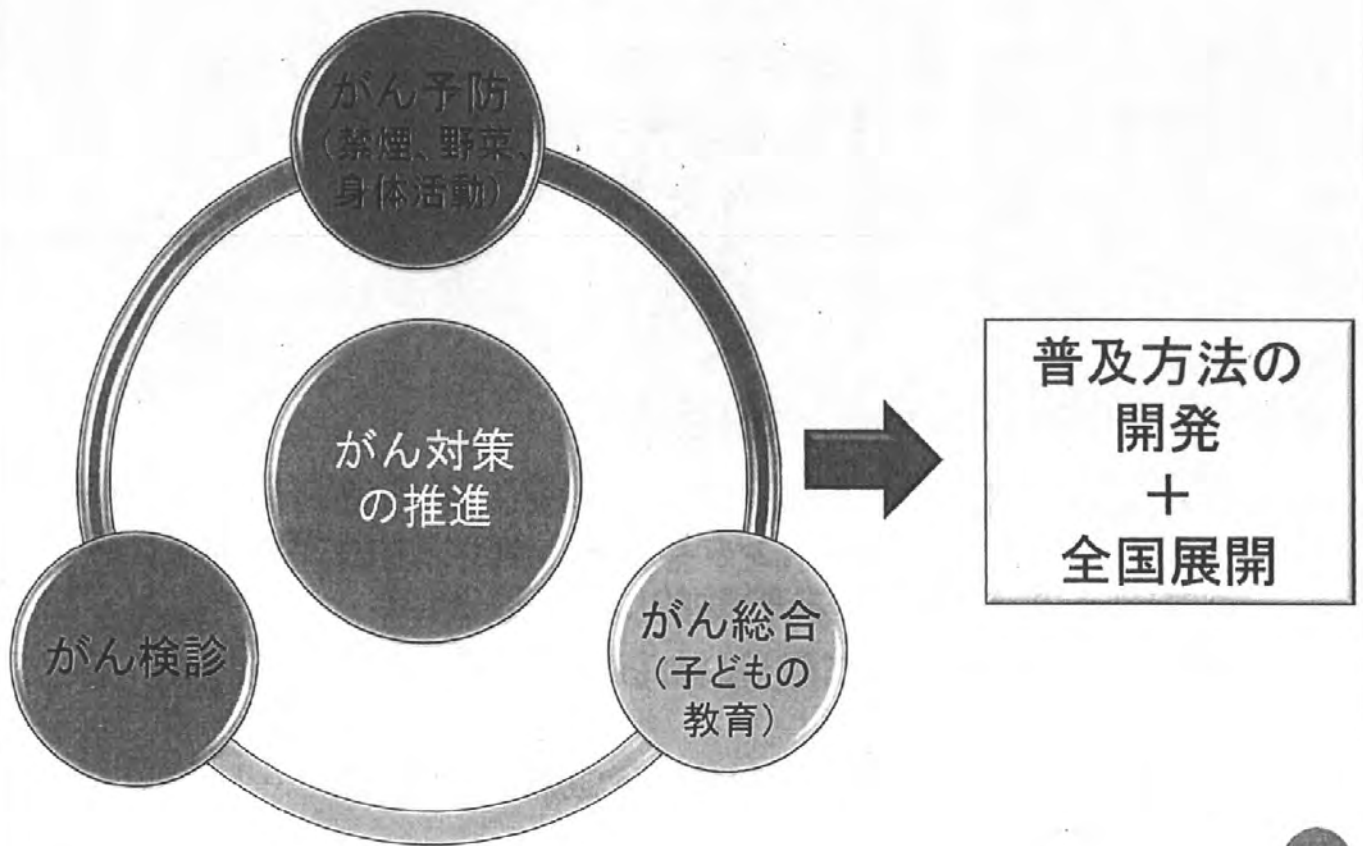 がん予防
（禁煙、野菜、
身体活動）
がん対策
の推進
がん検診
がん総合
（子どもの
教育）
普及方法の
開発
＋
全国展開